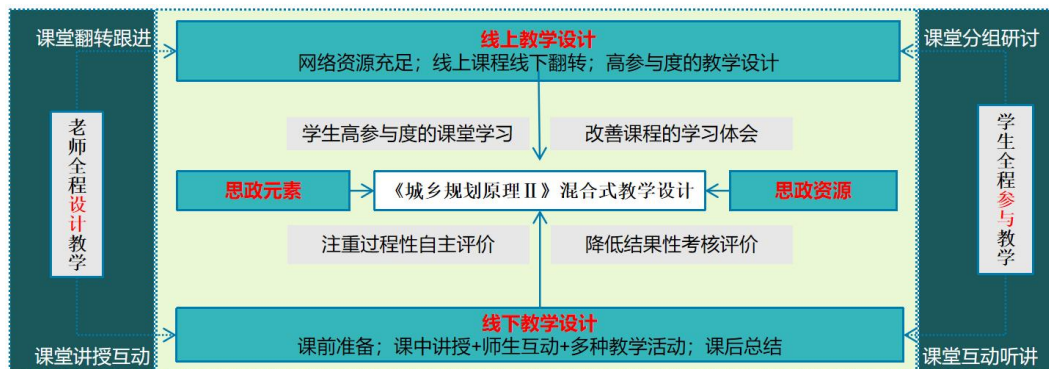 课堂翻转跟进
线上教学设计
网络资源充足；线上课程线下翻转；高参与度的教学设计
课堂分组研讨
学生高参与度的课堂学习
改善课程的学习体会
老师全程设计教学
思政元素
《城乡规划原理Ⅱ》混合式教学设计
思政资源
学生全程参与教学
注重过程性自主评价
降低结果性考核评价
线下教学设计
课前准备；课中讲授+师生互动+多种教学活动；课后总结
课堂讲授互动
课堂互动听讲